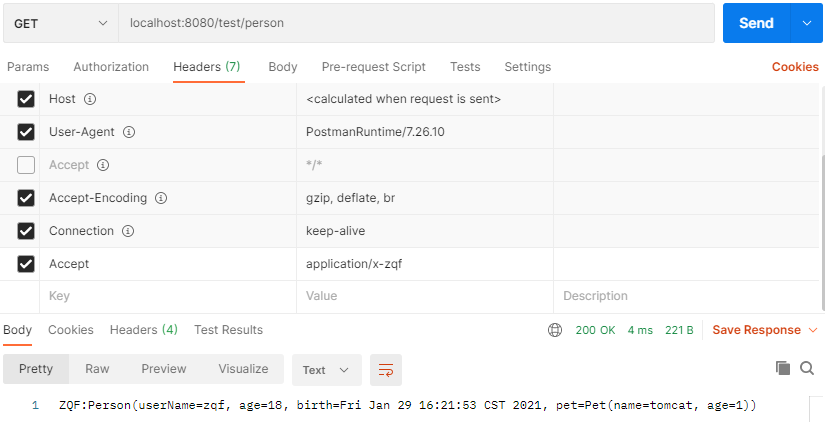 GET localhost:8080/test/person Send
Params Authorization Headers (7) Body Pre-request Script Tests Settings Cookies
Host <calculated when request is sent>
User-Agent PostmanRuntime/7.26.10
Accept */*
Accept-Encoding gzip, deflate, br
Connection keep-alive
Accept application/x-zqf
Key Value Description
Body Cookies Headers (4) Test Results 200 OK 4 ms 221 B Save Response
Pretty Raw Preview Visualize Text
1 ZQF:Person(userName=zqf, age=18, birth=Fri Jan 29 16:21:53 CST 2021, pet=Pet(name=tomcat, age=1))